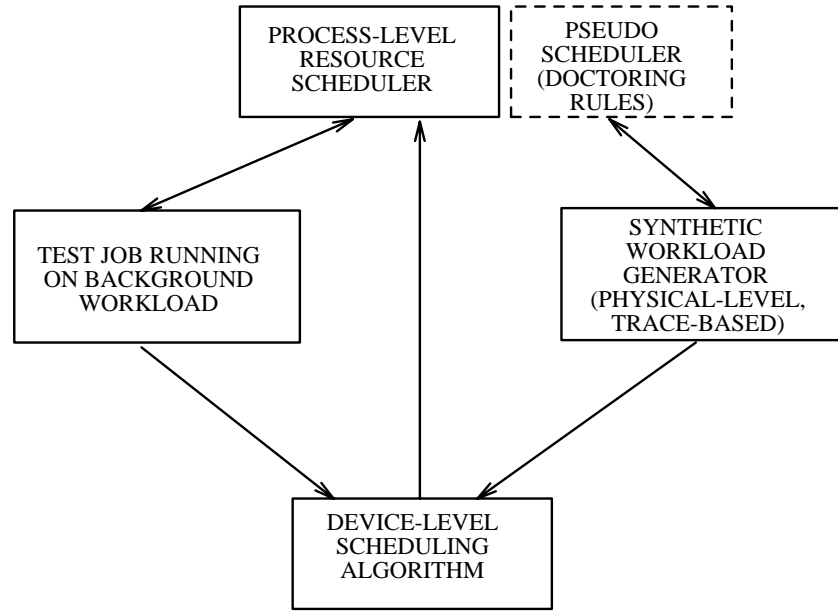 PROCESS-LEVEL
RESOURCE
SCHEDULER
PSEUDO
SCHEDULER
(DOCTORING
RULES)
TEST JOB RUNNING
ON BACKGROUND
WORKLOAD
SYNTHETIC
WORKLOAD
GENERATOR
(PHYSICAL-LEVEL,
TRACE-BASED)
DEVICE-LEVEL
SCHEDULING
ALGORITHM